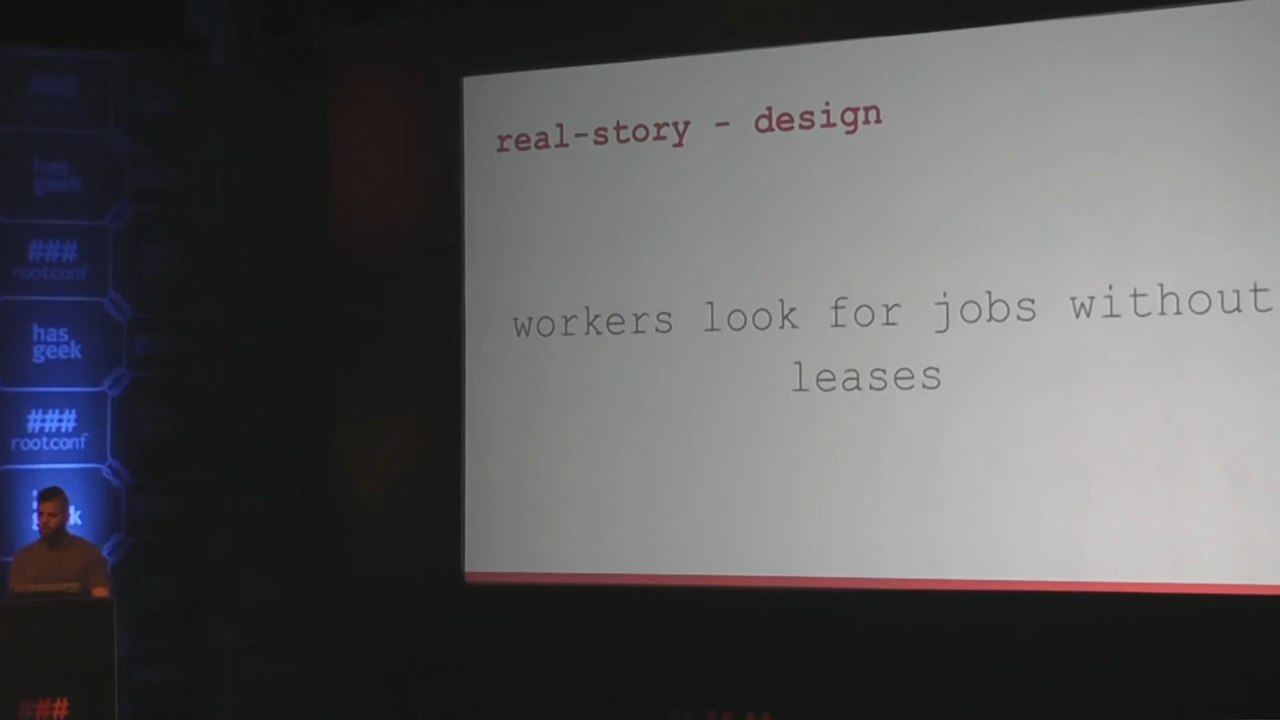 real-story - design
workers look for jobs without
leases
has
geek
###
rootconf
has
geek
###
rootconf
###